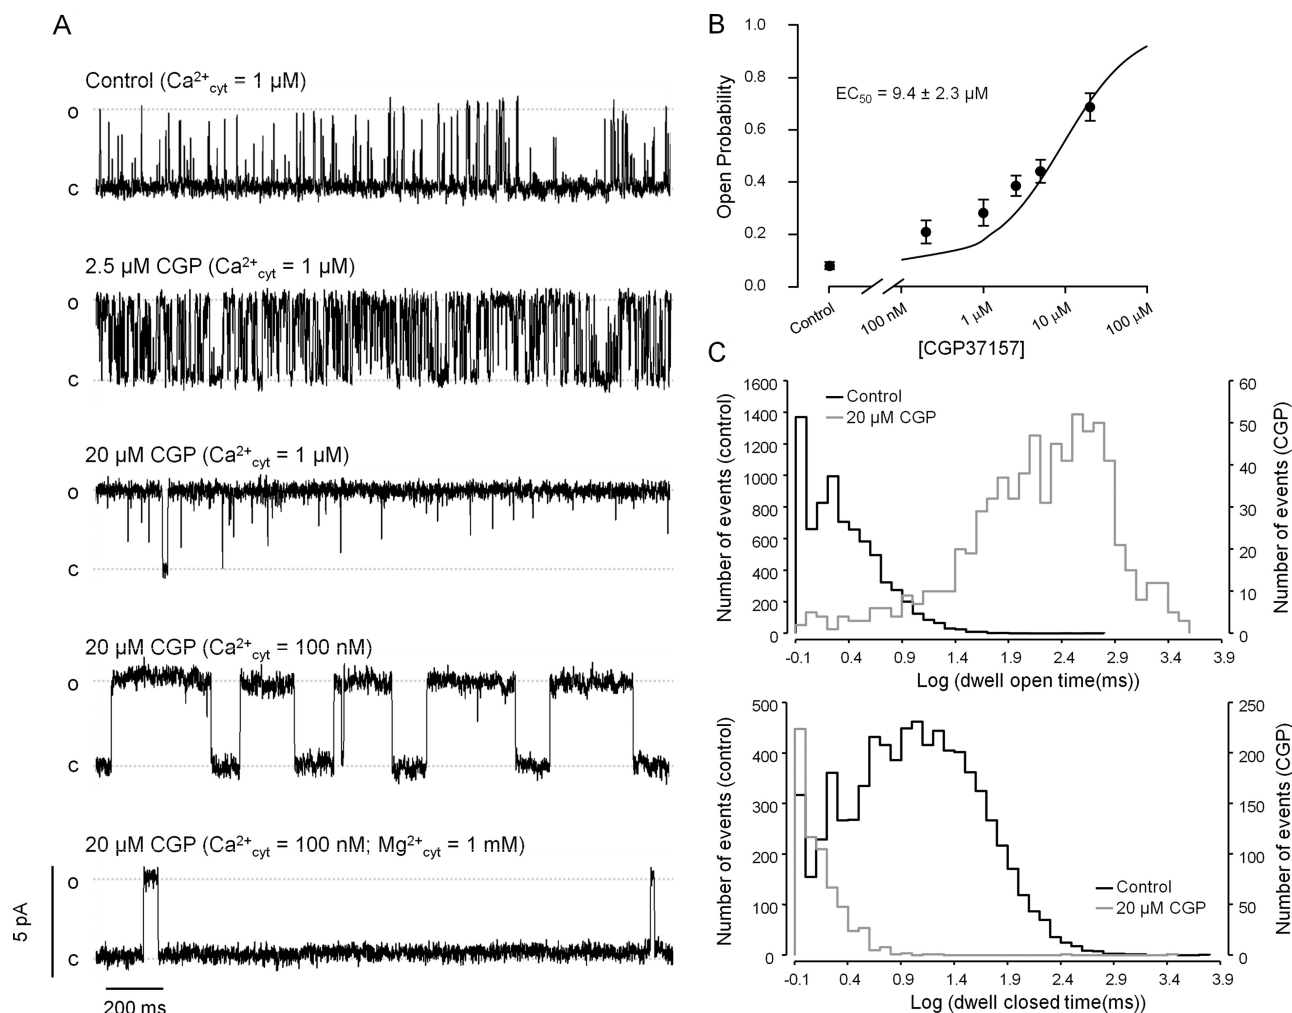 A
Control (Ca²⁺cyt = 1 µM)
o
c
2.5 µM CGP (Ca²⁺cyt = 1 µM)
o
c
20 µM CGP (Ca²⁺cyt = 1 µM)
o
c
20 µM CGP (Ca²⁺cyt = 100 nM)
o
c
20 µM CGP (Ca²⁺cyt = 100 nM; Mg²⁺cyt = 1 mM)
o
c
5 pA
200 ms
B
Open Probability
1.0
0.8
0.6
0.4
0.2
0.0
EC₅₀ = 9.4 ± 2.3 µM
Control
100 nM
1 µM
10 µM
100 µM
[CGP37157]
C
Number of events (control)
1600
1400
1200
1000
800
600
400
200
0
Control
20 µM CGP
60
50
40
30
20
10
0
Number of events (CGP)
-0.1 0.4 0.9 1.4 1.9 2.4 2.9 3.4 3.9
Log (dwell open time(ms))
Number of events (control)
500
400
300
200
100
0
Control
20 µM CGP
250
200
150
100
50
0
Number of events (CGP)
-0.1 0.4 0.9 1.4 1.9 2.4 2.9 3.4 3.9
Log (dwell closed time(ms))